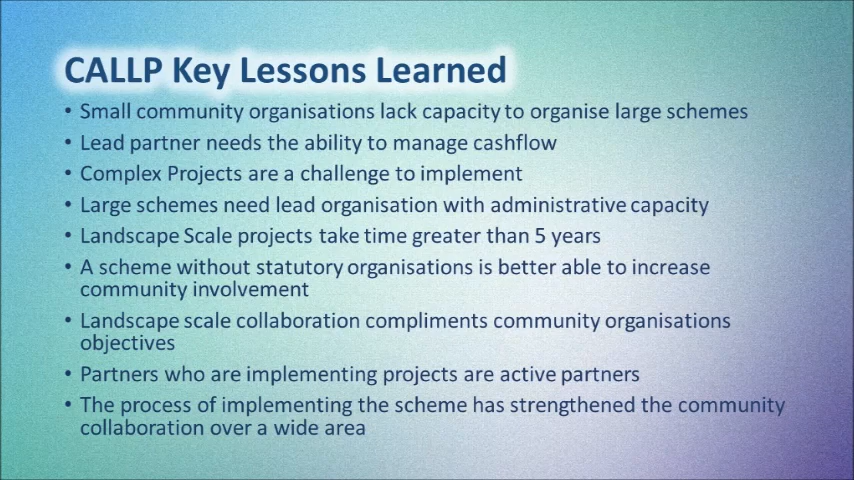 CALLP Key Lessons Learned
• Small community organisations lack capacity to organise large schemes
• Lead partner needs the ability to manage cashflow
• Complex Projects are a challenge to implement
• Large schemes need lead organisation with administrative capacity
• Landscape Scale projects take time greater than 5 years
• A scheme without statutory organisations is better able to increase
community involvement
• Landscape scale collaboration compliments community organisations
objectives
• Partners who are implementing projects are active partners
• The process of implementing the scheme has strengthened the community
collaboration over a wide area